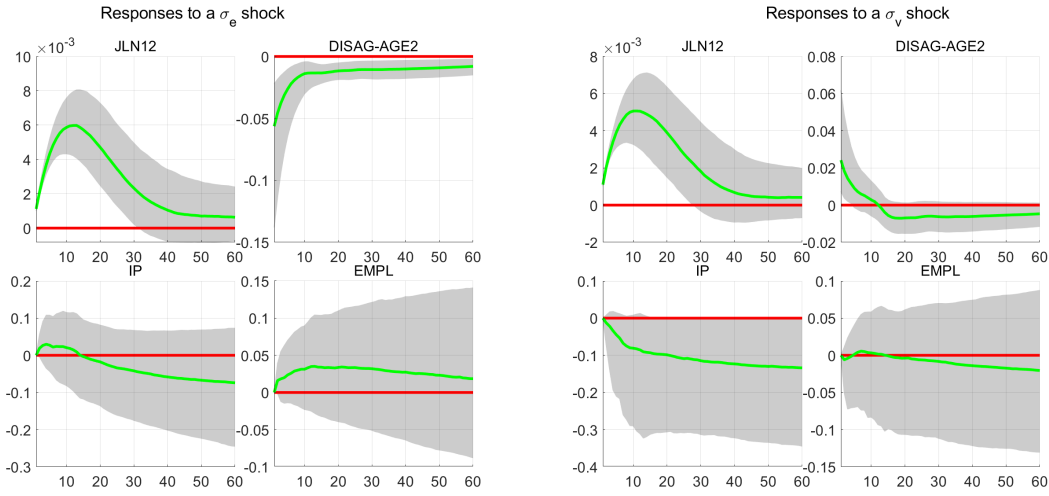 Responses to a σe shock
×10-3
JLN12
10
8
6
4
2
0
10 20 30 40 50 60
DISAG-AGE2
0
-0.05
-0.1
-0.15
10 20 30 40 50 60
IP
0.2
0.1
0
-0.1
-0.2
-0.3
10 20 30 40 50 60
EMPL
0.15
0.1
0.05
0
-0.05
-0.1
10 20 30 40 50 60
Responses to a σv shock
×10-3
JLN12
8
6
4
2
0
-2
10 20 30 40 50 60
DISAG-AGE2
0.08
0.06
0.04
0.02
0
-0.02
10 20 30 40 50 60
IP
0.1
0
-0.1
-0.2
-0.3
-0.4
10 20 30 40 50 60
EMPL
0.1
0.05
0
-0.05
-0.1
-0.15
10 20 30 40 50 60